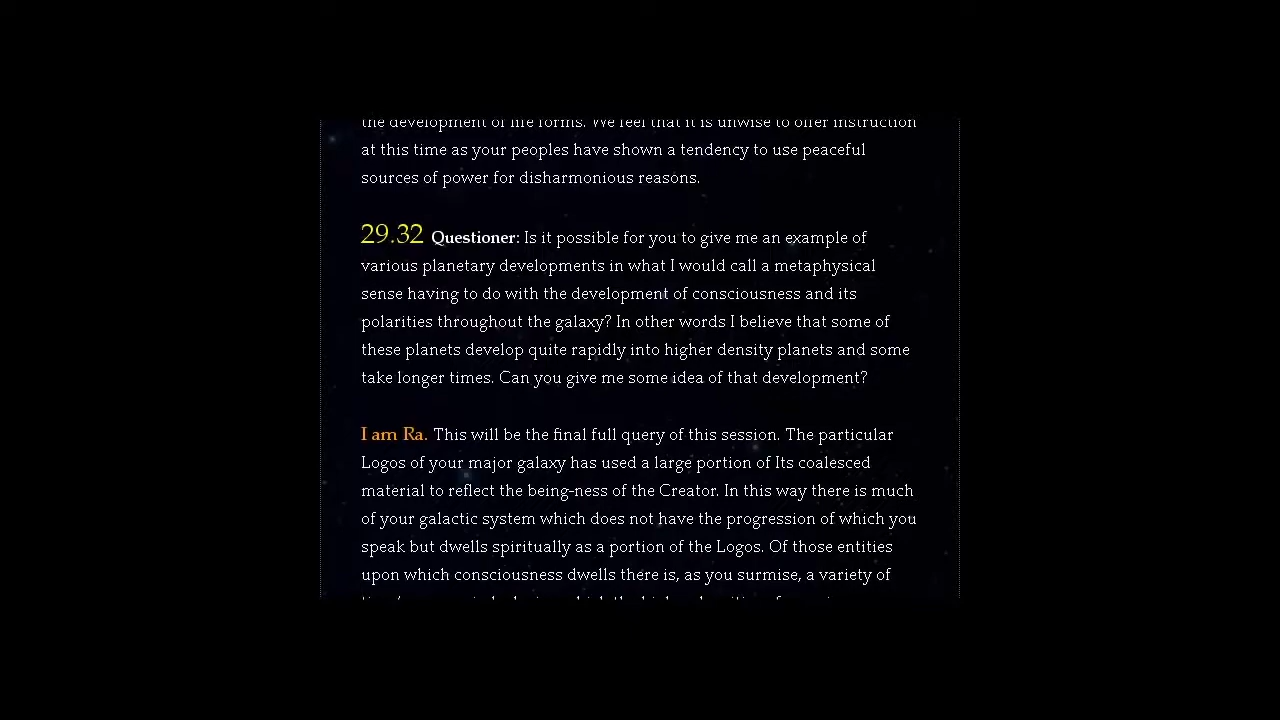 the development of life forms. We feel that it is unwise to offer instruction
at this time as your peoples have shown a tendency to use peaceful
sources of power for disharmonious reasons.
29.32 Questioner: Is it possible for you to give me an example of
various planetary developments in what I would call a metaphysical
sense having to do with the development of consciousness and its
polarities throughout the galaxy? In other words I believe that some of
these planets develop quite rapidly into higher density planets and some
take longer times. Can you give me some idea of that development?
I am Ra. This will be the final full query of this session. The particular
Logos of your major galaxy has used a large portion of Its coalesced
material to reflect the being-ness of the Creator. In this way there is much
of your galactic system which does not have the progression of which you
speak but dwells spiritually as a portion of the Logos. Of those entities
upon which consciousness dwells there is, as you surmise, a variety of